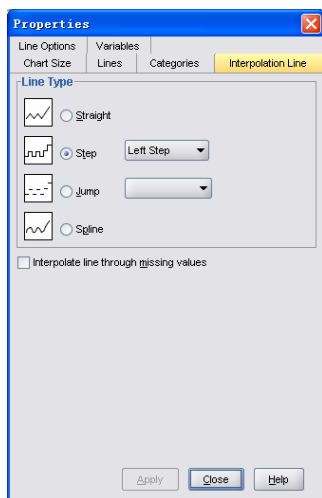 Properties
Line Options Variables
Chart Size Lines Categories Interpolation Line
Line Type
Straight
Step Left Step
Jump
Spline
Interpolate line through missing values
Apply Close Help